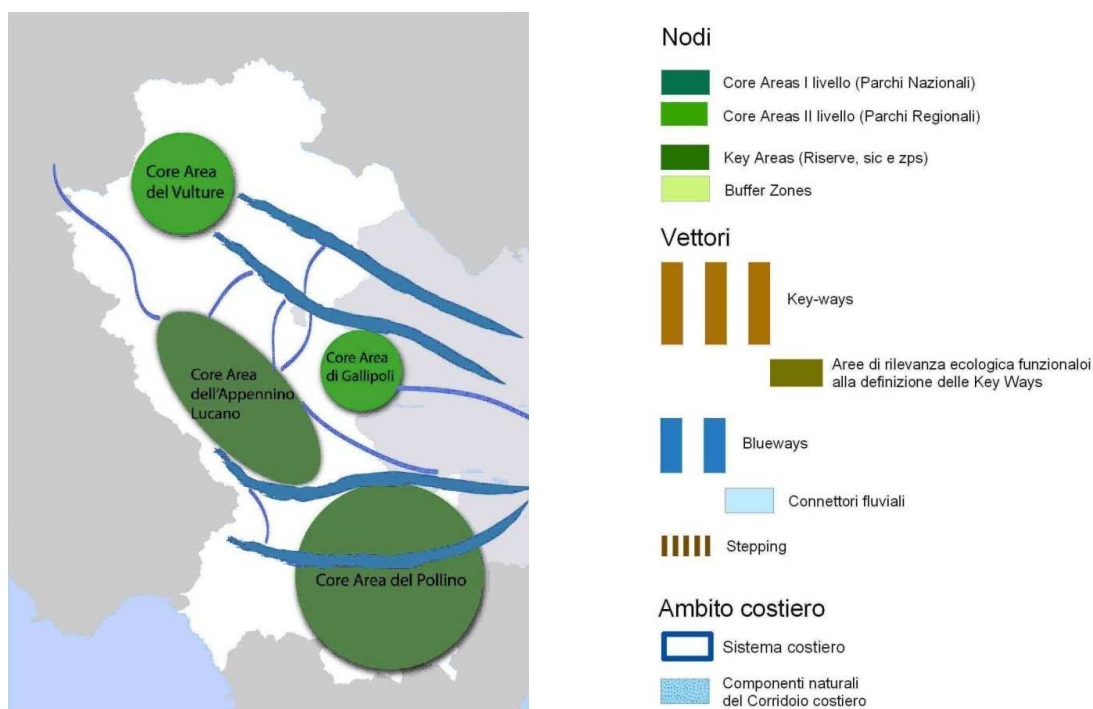 Core Area
del Vulture
Core Area
di Gallipoli
Core Area
dell'Appennino
Lucano
Core Area del Pollino
Nodi
Core Areas I livello (Parchi Nazionali)
Core Areas II livello (Parchi Regionali)
Key Areas (Riserve, sic e zps)
Buffer Zones
Vettori
Key-ways
Aree di rilevanza ecologica funzionaloi
alla definizione delle Key Ways
Blueways
Connettori fluviali
Stepping
Ambito costiero
Sistema costiero
Componenti naturali
del Corridoio costiero